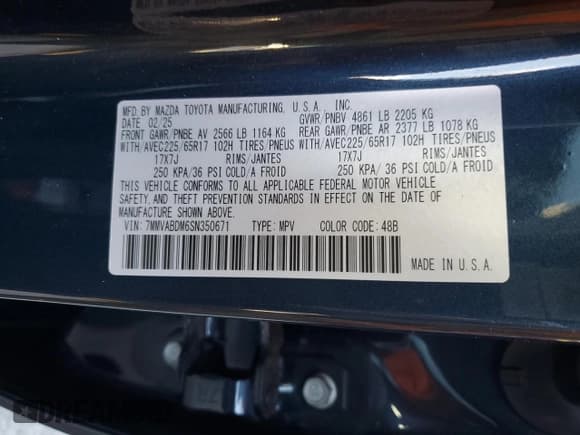 MFD. BY MAZDA TOYOTA MANUFACTURING, U.S.A., INC.
DATE 02/25 GVWR/PNBV 4861 LB 2205 KG
FRONT GAWR/PNBE AV 2566 LB 1164 KG REAR GAWR/PNBE AR 2377 LB 1078 KG
WITH/AVEC225/65R17 102H TIRES/PNEUS WITH/AVEC225/65R17 102H TIRES/PNEUS
17X7J RIMS/JANTES 17X7J RIMS/JANTES
250 KPA/36 PSI COLD/A FROID 250 KPA/36 PSI COLD/A FROID
THIS VEHICLE CONFORMS TO ALL APPLICABLE FEDERAL MOTOR VEHICLE
SAFETY, AND THEFT PREVENTION STANDARDS IN EFFECT ON THE DATE OF
MANUFACTURE SHOWN ABOVE.
VIN: 7MMVABDM6SN350671 TYPE: MPV COLOR CODE: 48B
MADE IN U.S.A.